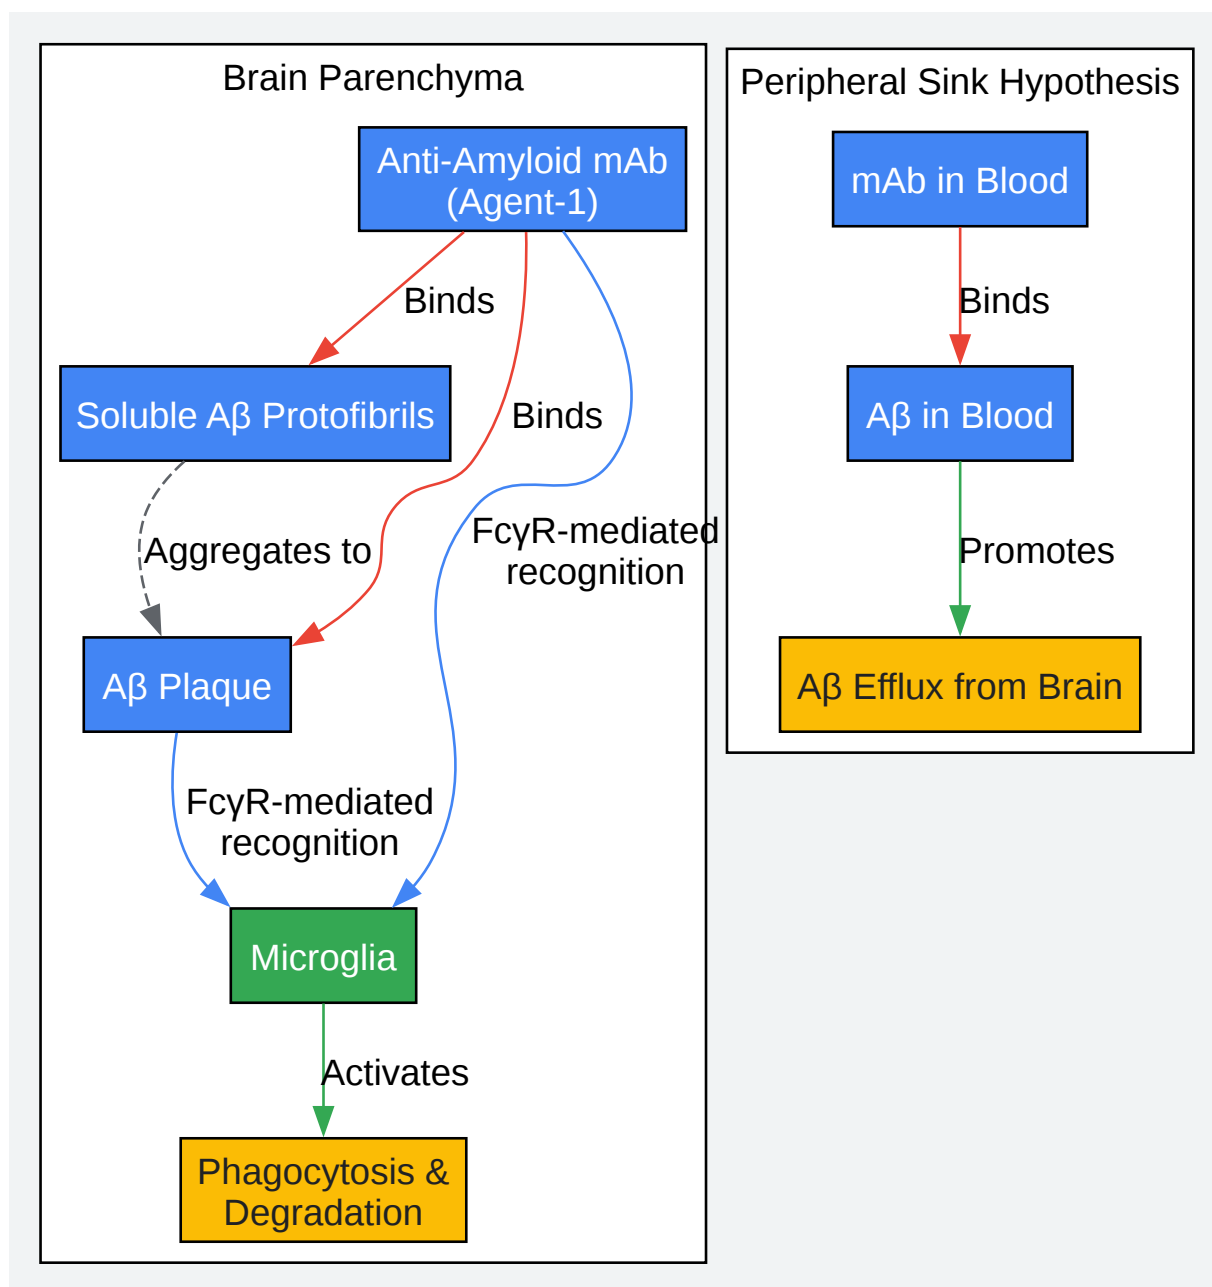 Brain Parenchyma
Anti-Amyloid mAb
(Agent-1)
Binds
Soluble Aβ Protofibrils
Binds
FcγR-mediated
recognition
Aggregates to
Aβ Plaque
FcγR-mediated
recognition
Microglia
Activates
Phagocytosis &
Degradation
Peripheral Sink Hypothesis
mAb in Blood
Binds
Aβ in Blood
Promotes
Aβ Efflux from Brain